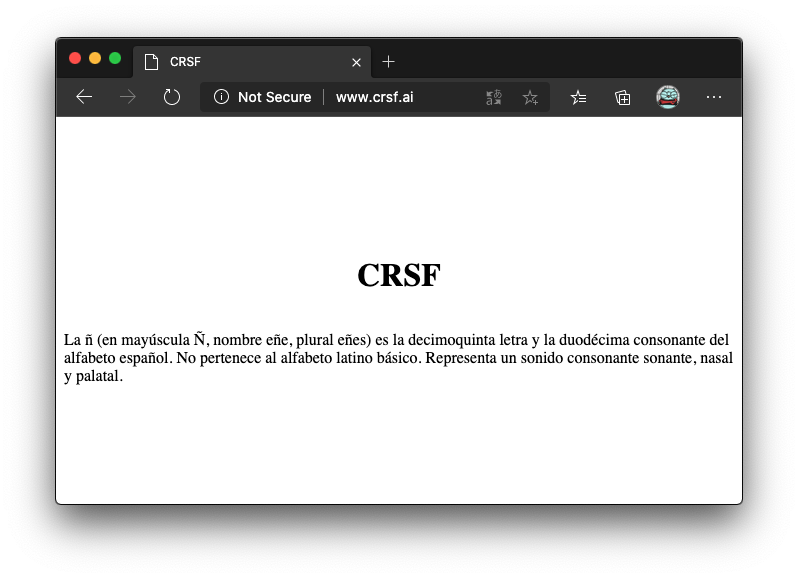 CRSF
Not Secure | www.crsf.ai
CRSF
La ñ (en mayúscula Ñ, nombre eñe, plural eñes) es la decimoquinta letra y la duodécima consonante del
alfabeto español. No pertenece al alfabeto latino básico. Representa un sonido consonante sonante, nasal
y palatal.